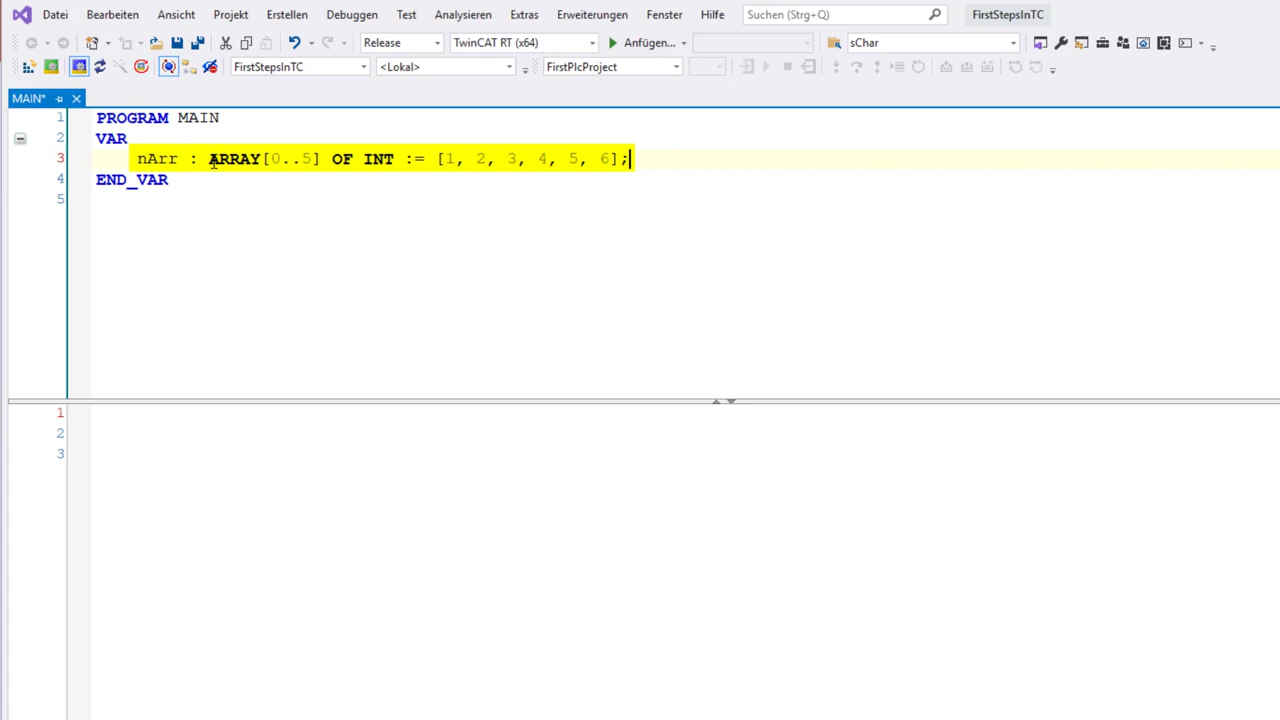 Datei Bearbeiten Ansicht Projekt Erstellen Debuggen Test Analysieren Extras Erweiterungen Fenster Hilfe Suchen (Strg+Q) FirstStepsInTC
Release TwinCAT RT (x64) Anfügen... sChar
FirstStepsInTC <Lokal> FirstPlcProject
MAIN*
1 PROGRAM MAIN
2 VAR
3 nArr : ARRAY[0..5] OF INT := [1, 2, 3, 4, 5, 6];
4 END_VAR
5
1
2
3